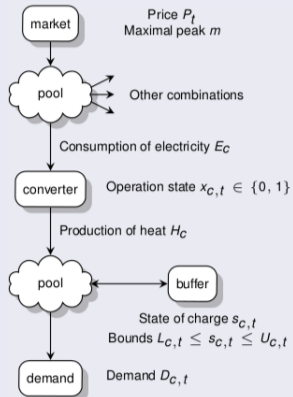 market
Price P_t
Maximal peak m
pool
Other combinations
Consumption of electricity E_c
converter
Operation state x_{c,t} ∈ {0, 1}
Production of heat H_c
pool
buffer
State of charge s_{c,t}
Bounds L_{c,t} ≤ s_{c,t} ≤ U_{c,t}
demand
Demand D_{c,t}